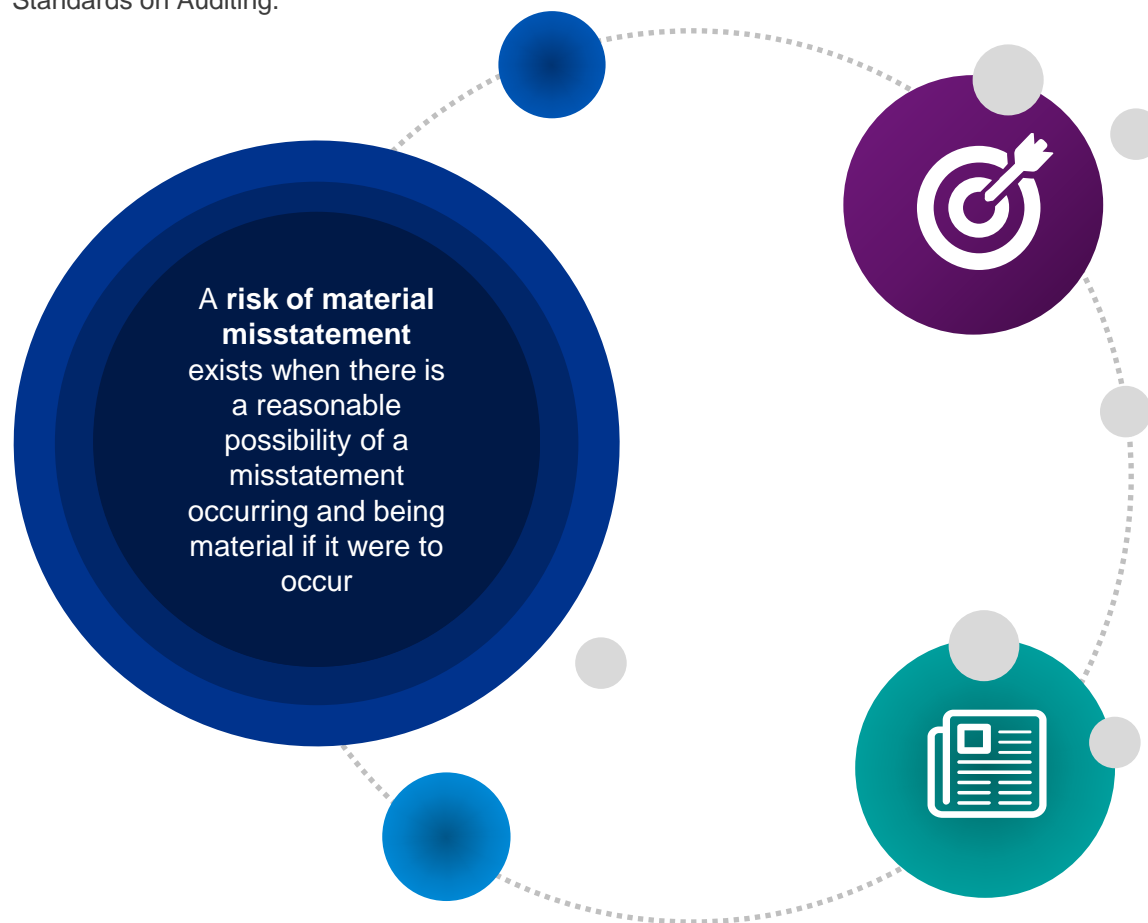 Standards on Auditing.
A risk of material
misstatement
exists when there is
a reasonable
possibility of a
misstatement
occurring and being
material if it were to
occur